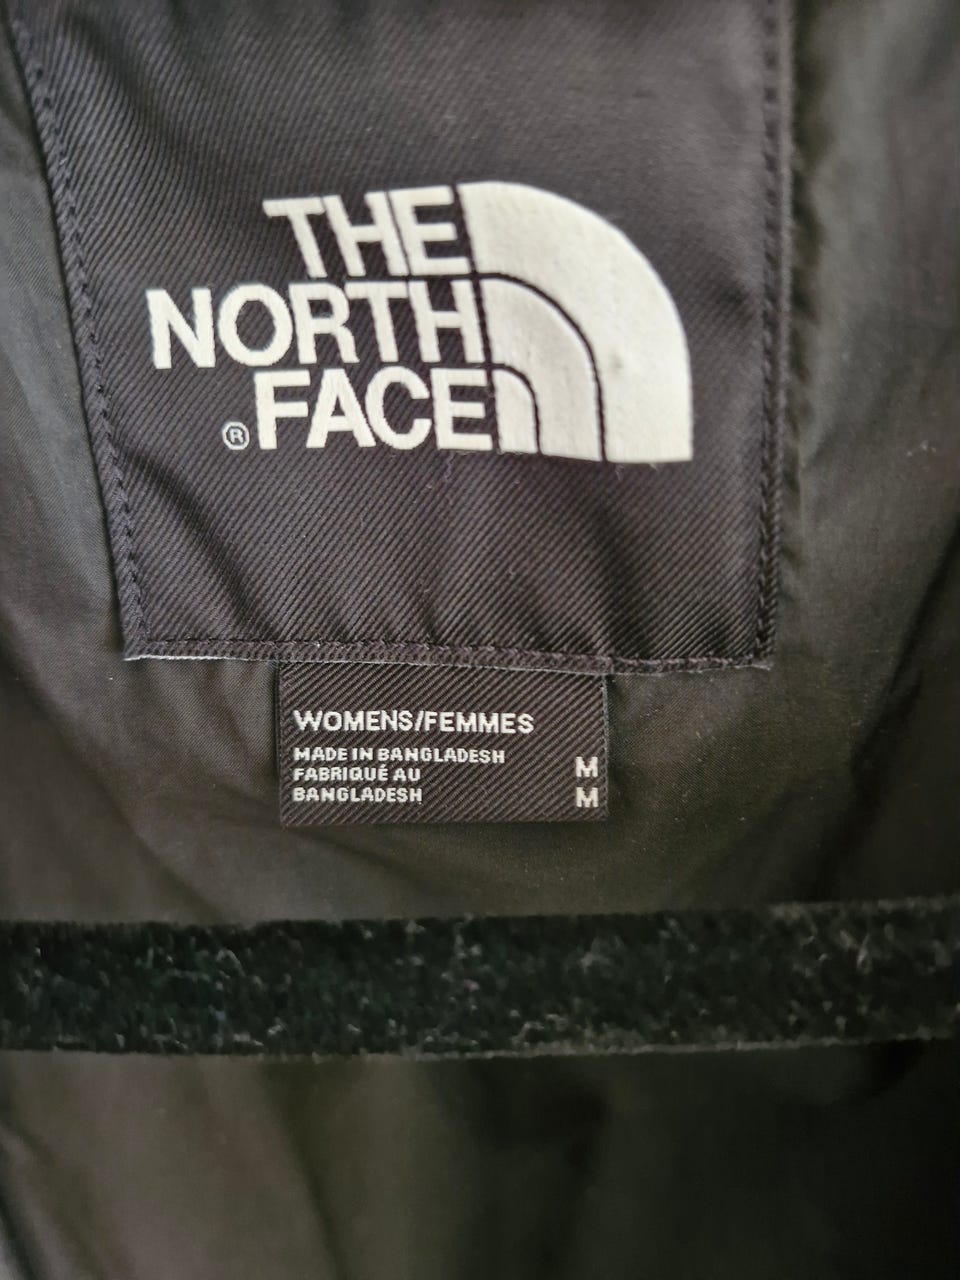 THE
NORTH
® FACE
WOMENS/FEMMES
MADE IN BANGLADESH
FABRIQUÉ AU M
BANGLADESH M